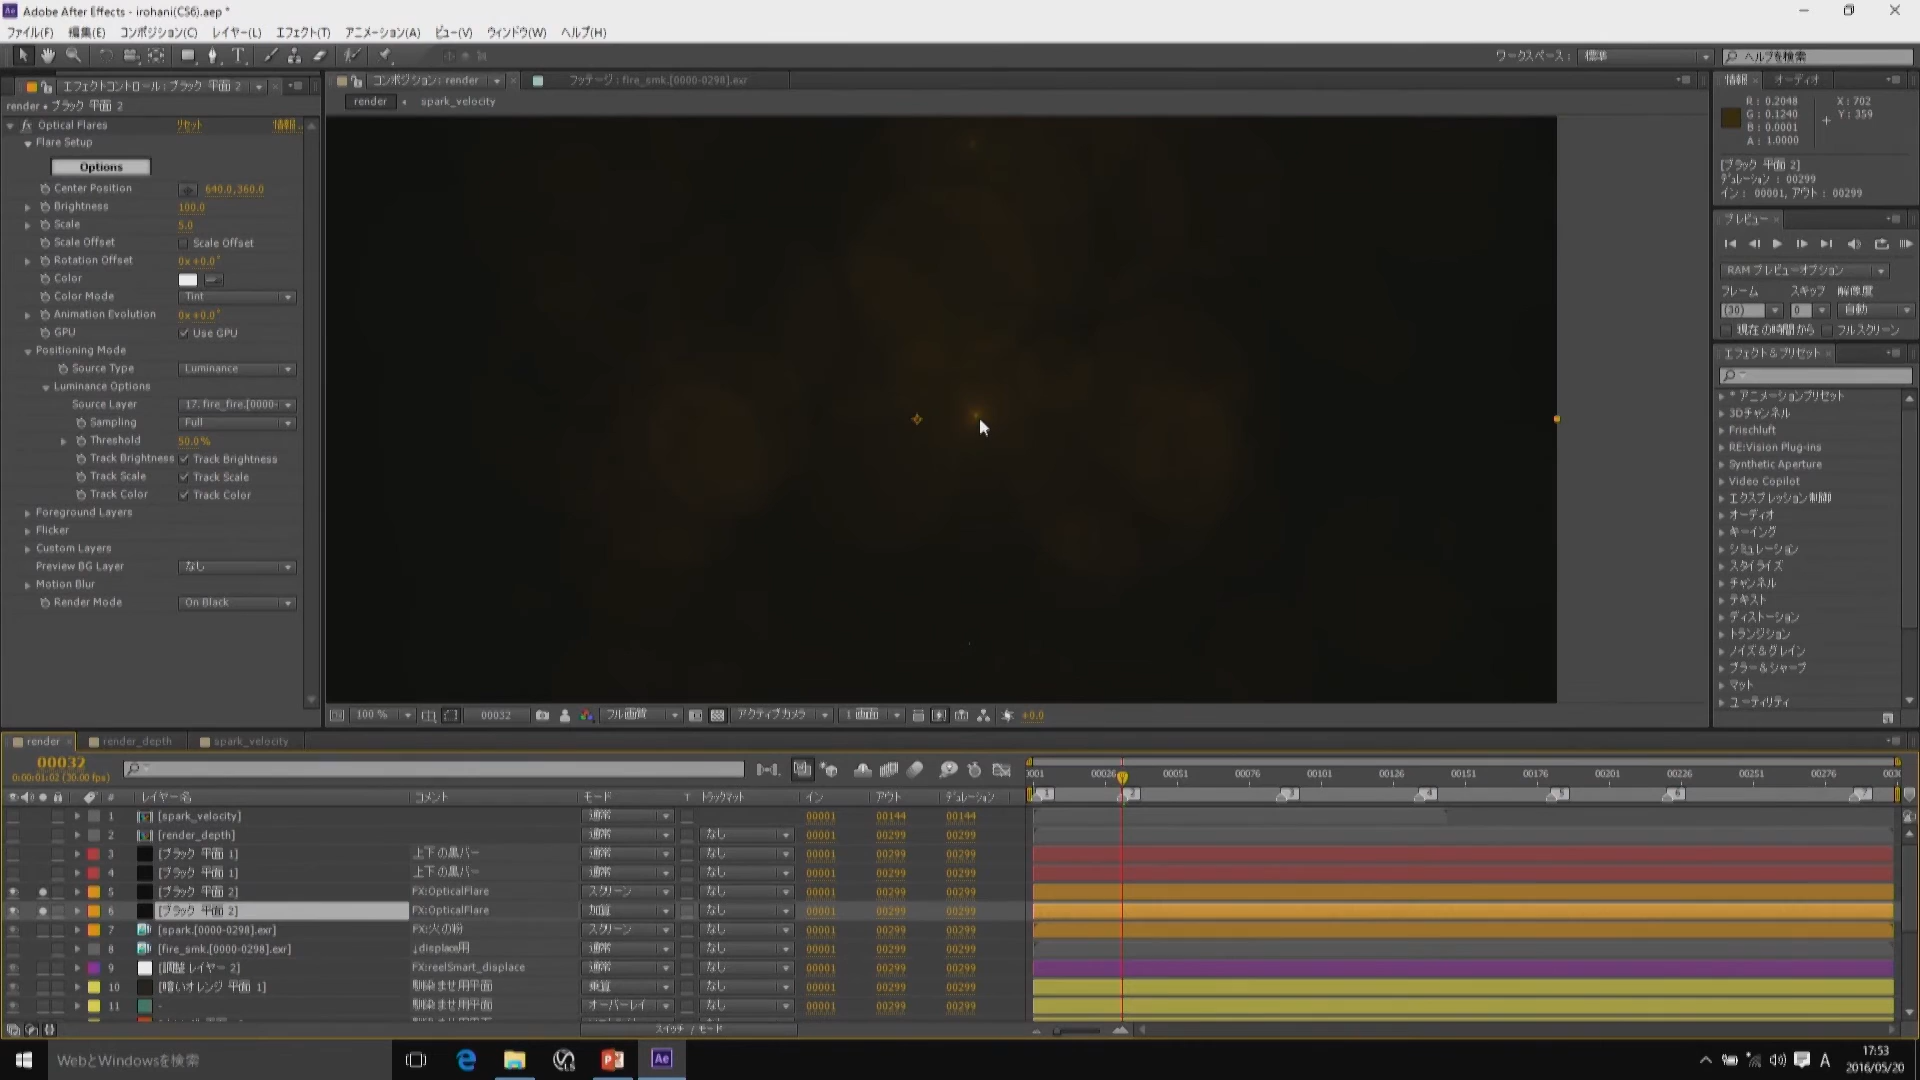 Adobe After Effects - irohani(CS6).aep *
ファイル(F) 編集(E) コンポジション(C) レイヤー(L) エフェクト(T) アニメーション(A) ビュー(V) ウィンドウ(W) ヘルプ(H)
ワークスペース : 標準 ヘルプを検索
エフェクトコントロール : ブラック 平面 2
render • ブラック 平面 2
fx Optical Flares リセット 情報...
Flare Setup
Options
Center Position 640.0,360.0
Brightness 100.0
Scale 5.0
Scale Offset Scale Offset
Rotation Offset 0x+0.0°
Color
Color Mode Tint
Animation Evolution 0x+0.0°
GPU Use GPU
Positioning Mode
Source Type Luminance
Luminance Options
Source Layer 17. fire_fire.[0000-
Sampling Full
Threshold 50.0%
Track Brightness Track Brightness
Track Scale Track Scale
Track Color Track Color
Foreground Layers
Flicker
Custom Layers
Preview BG Layer なし
Motion Blur
Render Mode On Black
コンポジション : render フッテージ : fire_smk.[0000-0298].exr
render spark_velocity
100 % 00032 フル画質 アクティブカメラ 1 画面 +0.0
情報 オーディオ
R : 0.2048 X : 702
G : 0.1240 Y : 359
B : 0.0001
A : 1.0000
[ブラック 平面 2]
デュレーション : 00299
イン : 00001, アウト : 00299
プレビュー
RAM プレビューオプション
フレーム スキップ 解像度
(30) 0 自動
現在の時間から フルスクリーン
エフェクト&プリセット
* アニメーションプリセット
3Dチャンネル
Frischluft
RE:Vision Plug-ins
Synthetic Aperture
Video Copilot
エクスプレッション制御
オーディオ
キーイング
シミュレーション
スタイライズ
チャンネル
テキスト
ディストーション
トランジション
ノイズ&グレイン
ブラー&シャープ
マット
ユーティリティ
render render_depth spark_velocity
00032
0:00:01:02 (30.00 fps)
# レイヤー名 コメント モード T トラックマット イン アウト デュレーション
0001 00026 00051 00076 00101 00126 00151 00176 00201 00226 00251 00276 0030
1 2 3 4 5 6 7
1 [spark_velocity] 通常 00001 00144 00144
2 [render_depth] 通常 なし 00001 00299 00299
3 [ブラック 平面 1] 上下の黒バー 通常 なし 00001 00299 00299
4 [ブラック 平面 1] 上下の黒バー 通常 なし 00001 00299 00299
5 [ブラック 平面 2] FX:OpticalFlare スクリーン なし 00001 00299 00299
6 [ブラック 平面 2] FX:OpticalFlare 加算 なし 00001 00299 00299
7 [spark.[0000-0298].exr] FX:火の粉 スクリーン なし 00001 00299 00299
8 [fire_smk.[0000-0298].exr] ↓displace用 通常 なし 00001 00299 00299
9 [調整レイヤー 2] FX:reelSmart_displace 通常 なし 00001 00299 00299
10 [暗いオレンジ 平面 1] 馴染ませ用平面 乗算 なし 00001 00299 00299
11 - 馴染ませ用平面 オーバーレイ なし 00001 00299 00299
スイッチ / モード
WebとWindowsを検索
A
17:53
2016/05/20